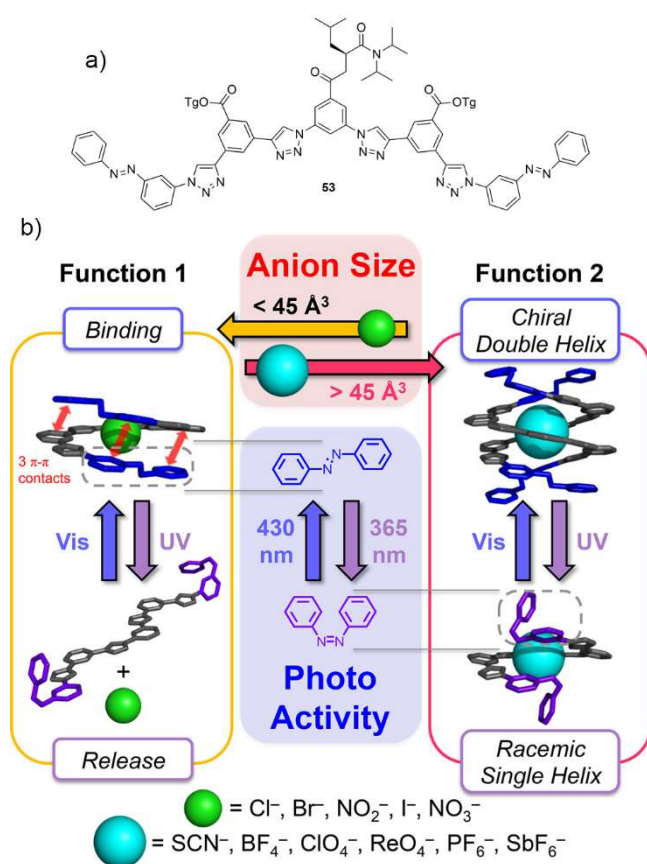 a)
O
N
O
O
OTg
O
TgO
N
N=N
N
N=N
N
N
N=N
N
N=N
N
N
N
53
b)
Function 1
Anion Size
Function 2
Binding
< 45 Å³
> 45 Å³
Chiral
Double Helix
3 π-π
contacts
N
N
Vis
UV
430
nm
365
nm
Vis
UV
N=N
+
Photo
Activity
Release
Racemic
Single Helix
= Cl⁻, Br⁻, NO₂⁻, I⁻, NO₃⁻
= SCN⁻, BF₄⁻, ClO₄⁻, ReO₄⁻, PF₆⁻, SbF₆⁻